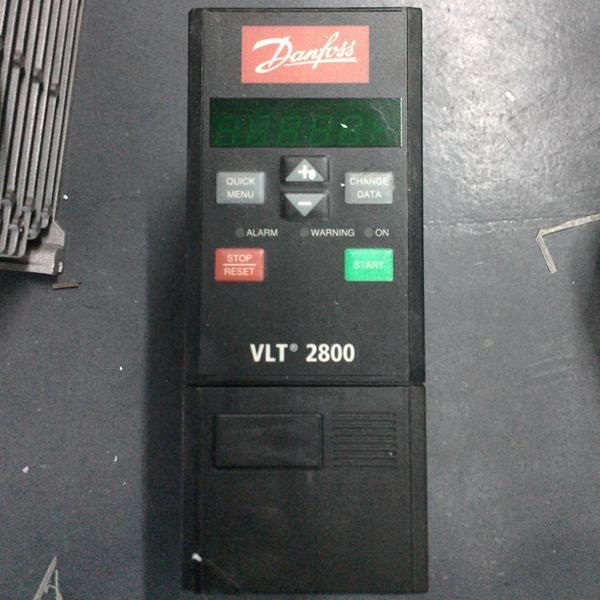 Danfoss
QUICK
MENU
+
-
CHANGE
DATA
ALARM
WARNING
ON
STOP
RESET
START
VLT® 2800